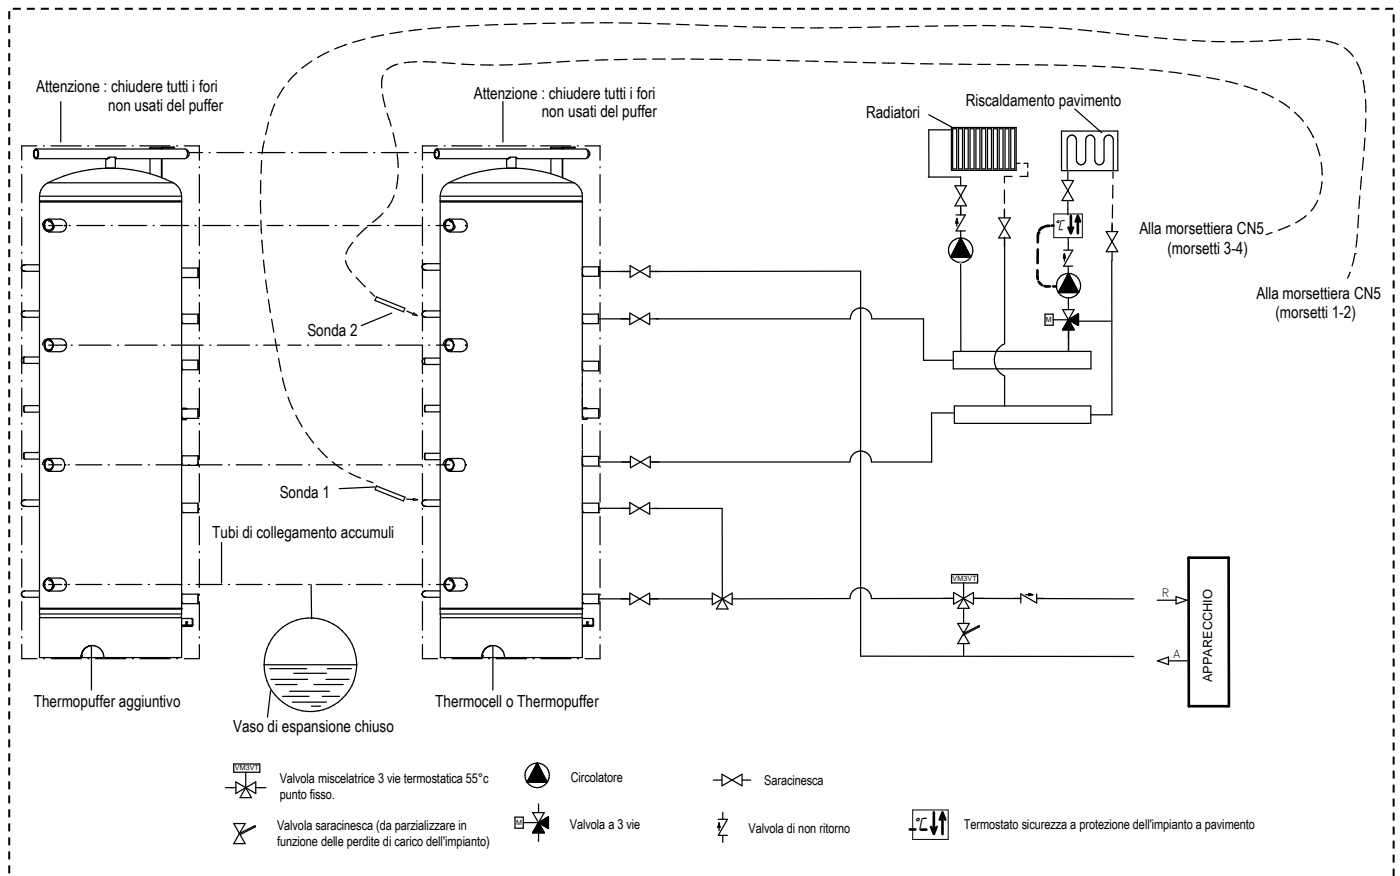 Attenzione : chiudere tutti i fori
non usati del puffer
Attenzione : chiudere tutti i fori
non usati del puffer
Radiatori
Riscaldamento pavimento
°C
Alla morsettiera CN5
(morsetti 3-4)
Alla morsettiera CN5
(morsetti 1-2)
M
Sonda 2
Sonda 1
Tubi di collegamento accumuli
VM3VT
R
A
APPARECCHIO
Thermopuffer aggiuntivo
Vaso di espansione chiuso
Thermocell o Thermopuffer
VM3VT
Valvola miscelatrice 3 vie termostatica 55°c
punto fisso.
Circolatore
Saracinesca
Valvola saracinesca (da parzializzare in
funzione delle perdite di carico dell'impianto)
M
Valvola a 3 vie
Valvola di non ritorno
°C
Termostato sicurezza a protezione dell'impianto a pavimento